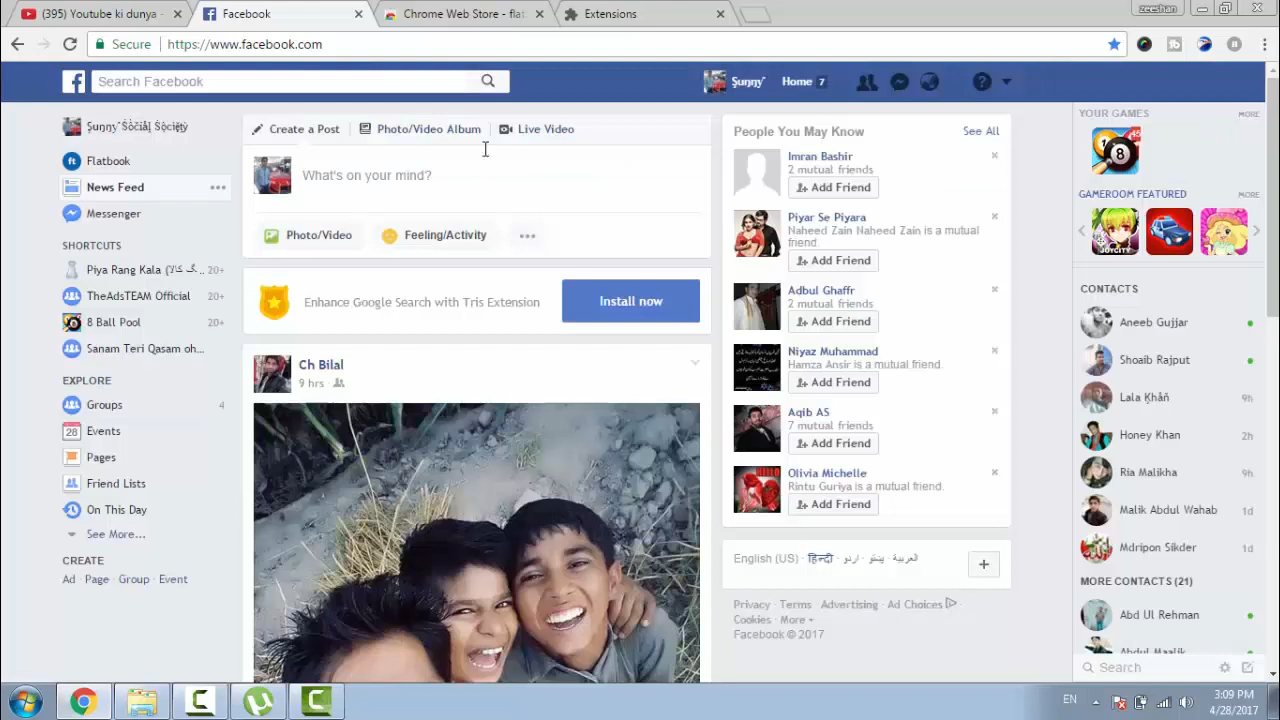 (395) Youtube ki dunya -
Facebook
Chrome Web Store - flat
Extensions
zeeshan
Secure
https://www.facebook.com
Search Facebook
Şuηηy
Home 7
Create a Post
Photo/Video Album
Live Video
What's on your mind?
Photo/Video
Feeling/Activity
Enhance Google Search with Tris Extension
Install now
Ch Bilal
9 hrs
Flatbook
News Feed
Messenger
SHORTCUTS
Piya Rang Kala
20+
TheAdsTEAM Official
20+
8 Ball Pool
20+
Sanam Teri Qasam oh...
EXPLORE
Groups
4
28
Events
Pages
Friend Lists
On This Day
See More...
CREATE
Ad · Page · Group · Event
People You May Know
See All
Imran Bashir
2 mutual friends
Add Friend
Piyar Se Piyara
Naheed Zain Naheed Zain is a mutual
friend.
Add Friend
Adbul Ghaffr
2 mutual friends
Add Friend
Niyaz Muhammad
Hamza Ansir is a mutual friend.
Add Friend
Aqib AS
7 mutual friends
Add Friend
Olivia Michelle
Rintu Guriya is a mutual friend.
Add Friend
English (US) · हिन्दी · اردو · پښتو · العربية
Privacy · Terms · Advertising · Ad Choices ·
Cookies · More
Facebook © 2017
YOUR GAMES
MORE
GAMEROOM FEATURED
MORE
JOYCITY
CONTACTS
Aneeb Gujjar
Shoaib Rajput
Lala Ķhåñ
9h
Honey Khan
2h
Ria Malikha
9h
Malik Abdul Wahab
1d
Mdripon Sikder
1d
MORE CONTACTS (21)
Abd Ul Rehman
Abdul Maalik
Search
EN
3:09 PM
4/28/2017